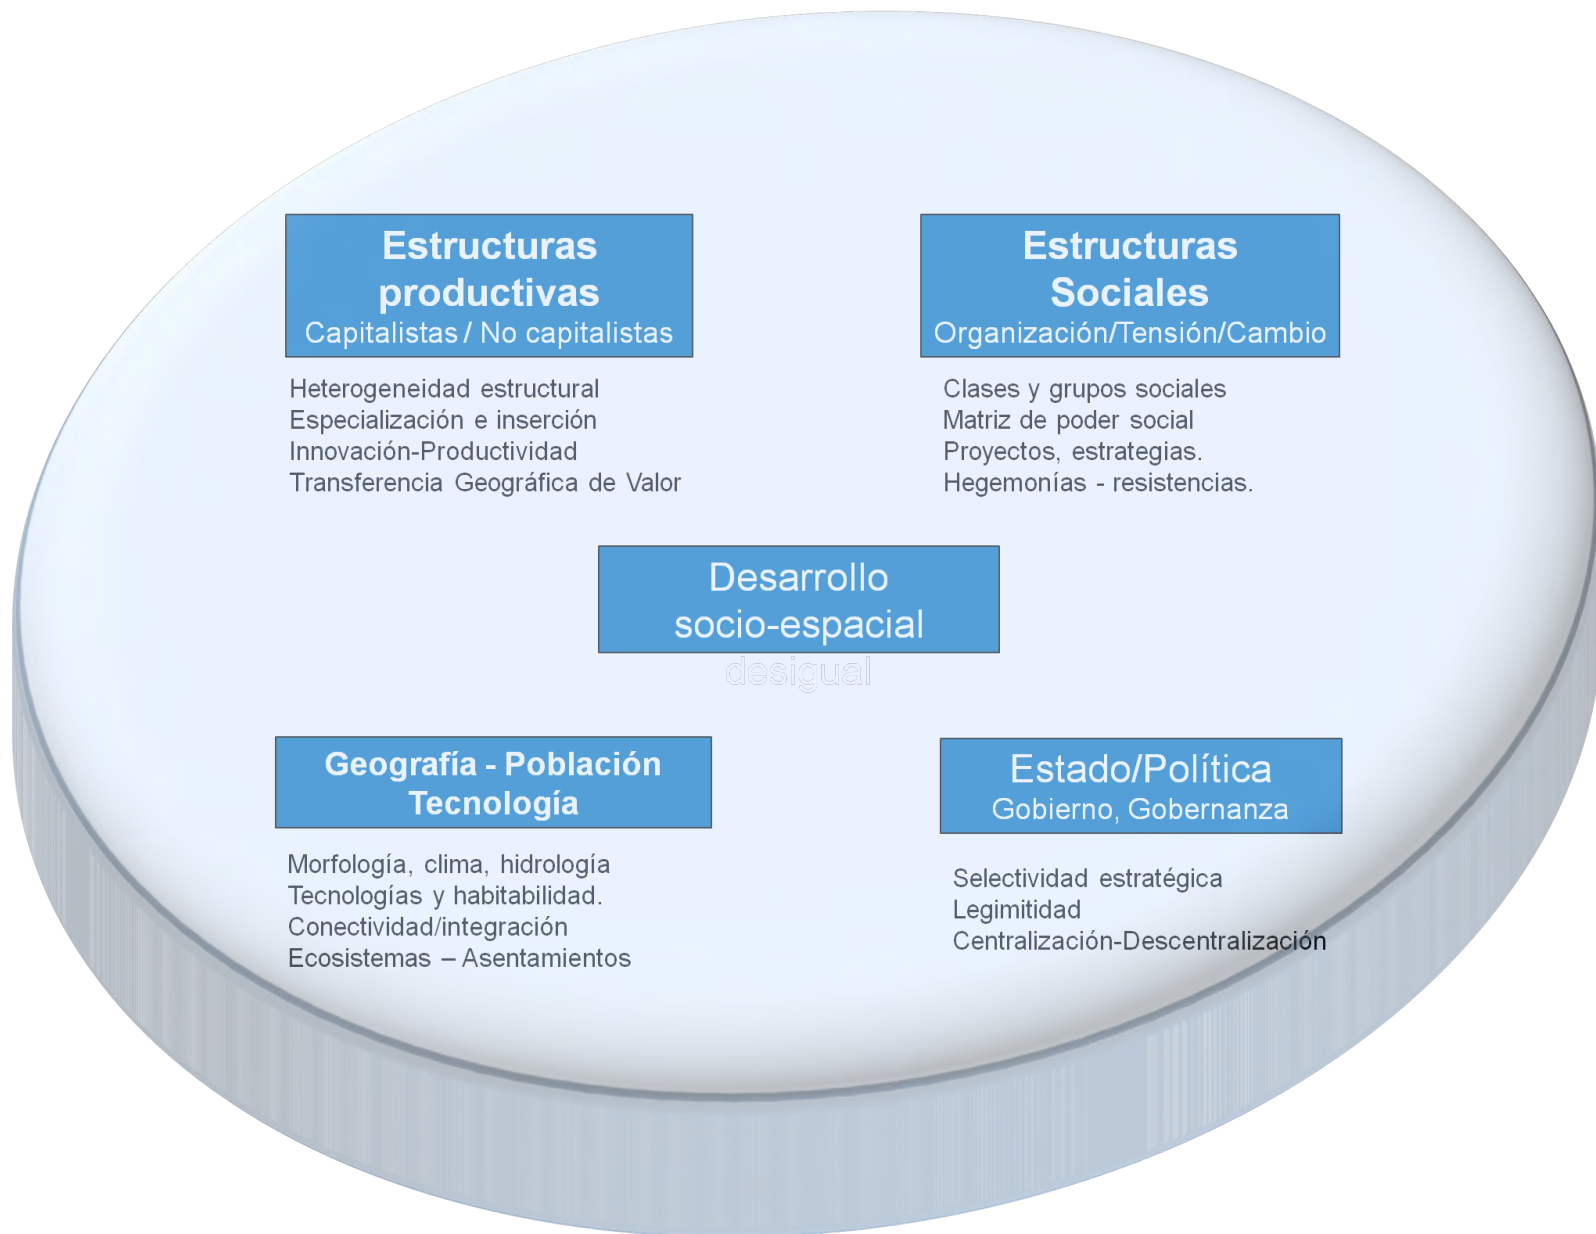 Estructuras
productivas
Capitalistas / No capitalistas
Heterogeneidad estructural
Especialización e inserción
Innovación-Productividad
Transferencia Geográfica de Valor
Estructuras
Sociales
Organización/Tensión/Cambio
Clases y grupos sociales
Matriz de poder social
Proyectos, estrategias.
Hegemonías - resistencias.
Desarrollo
socio-espacial
desigual
Geografía - Población
Tecnología
Morfología, clima, hidrología
Tecnologías y habitabilidad.
Conectividad/integración
Ecosistemas – Asentamientos
Estado/Política
Gobierno, Gobernanza
Selectividad estratégica
Legimitidad
Centralización-Descentralización